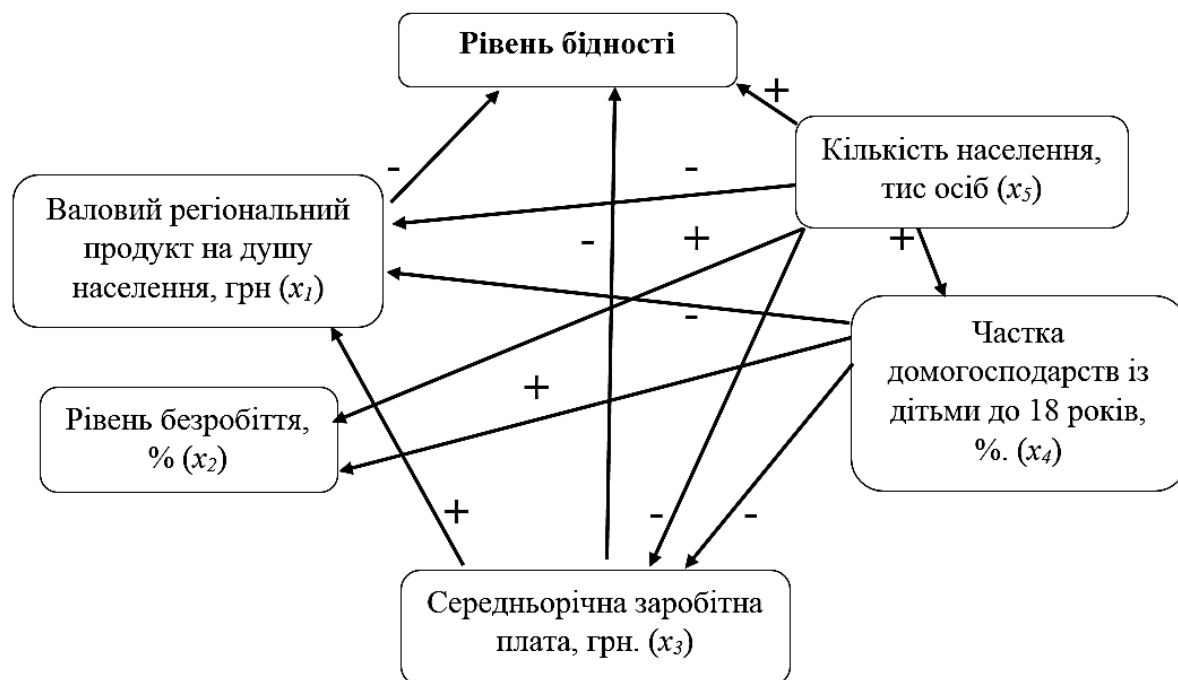 Рівень бідності
+
Кількість населення,
тис осіб (x5)
-
-
Валовий регіональний
продукт на душу
населення, грн (x1)
-
+
+
-
Частка
домогосподарств із
дітьми до 18 років,
%. (x4)
+
Рівень безробіття,
% (x2)
+
-
-
Середньорічна заробітна
плата, грн. (x3)